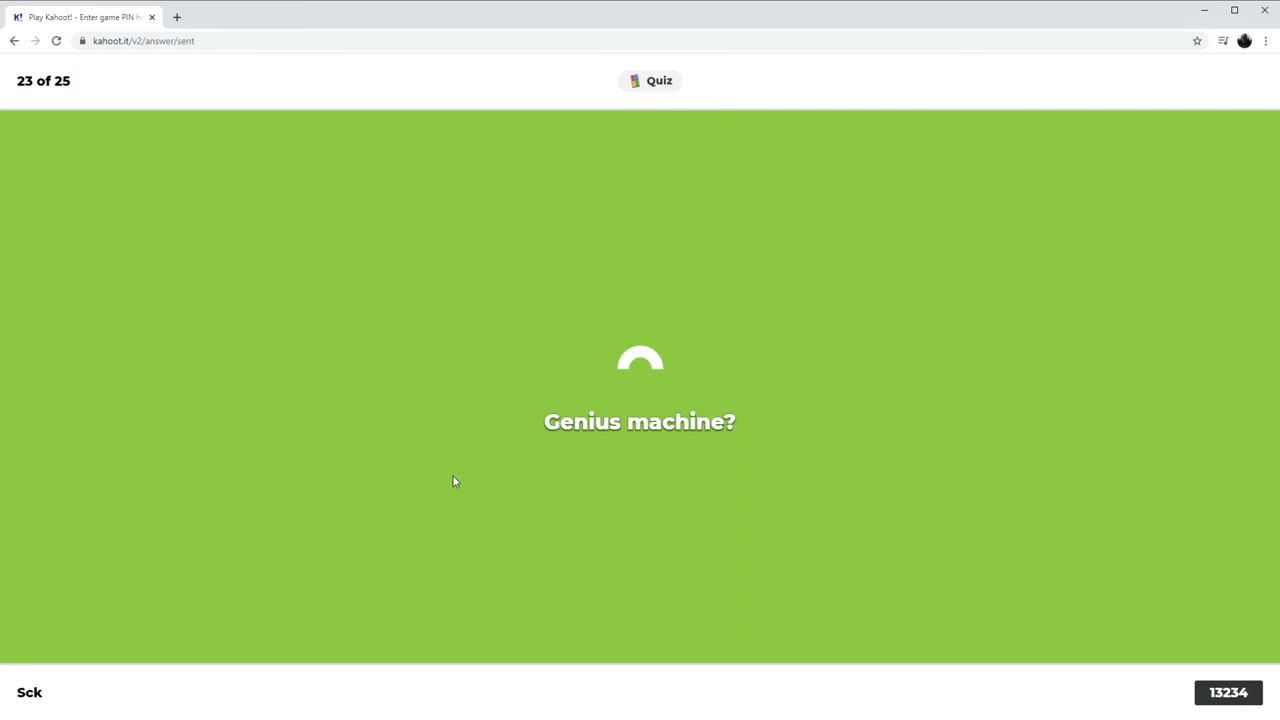 K! Play Kahoot! - Enter game PIN h
kahoot.it/v2/answer/sent
23 of 25
Quiz
Genius machine?
Sck
13234